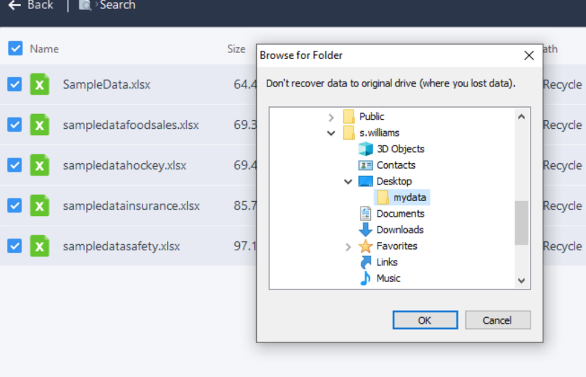 Back | Search
Name Size ath
SampleData.xlsx 64.4 Recycle
sampledatafoodsales.xlsx 69.3 Recycle
sampledatahockey.xlsx 69.4 Recycle
sampledatainsurance.xlsx 85.7 Recycle
sampledatasafety.xlsx 97.1 Recycle
Browse for Folder
Don't recover data to original drive (where you lost data).
Public
s.williams
3D Objects
Contacts
Desktop
mydata
Documents
Downloads
Favorites
Links
Music
OK Cancel